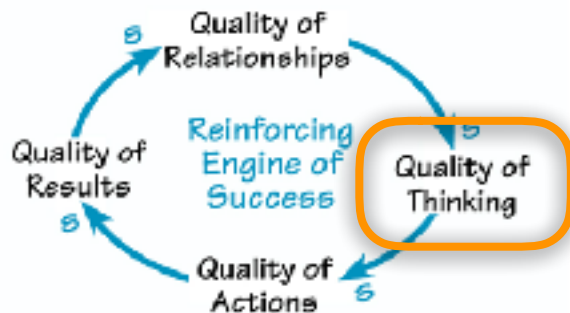 Quality of
Relationships
s
s
Reinforcing
Engine of
Success
Quality of
Results
Quality of
Thinking
s
s
Quality of
Actions